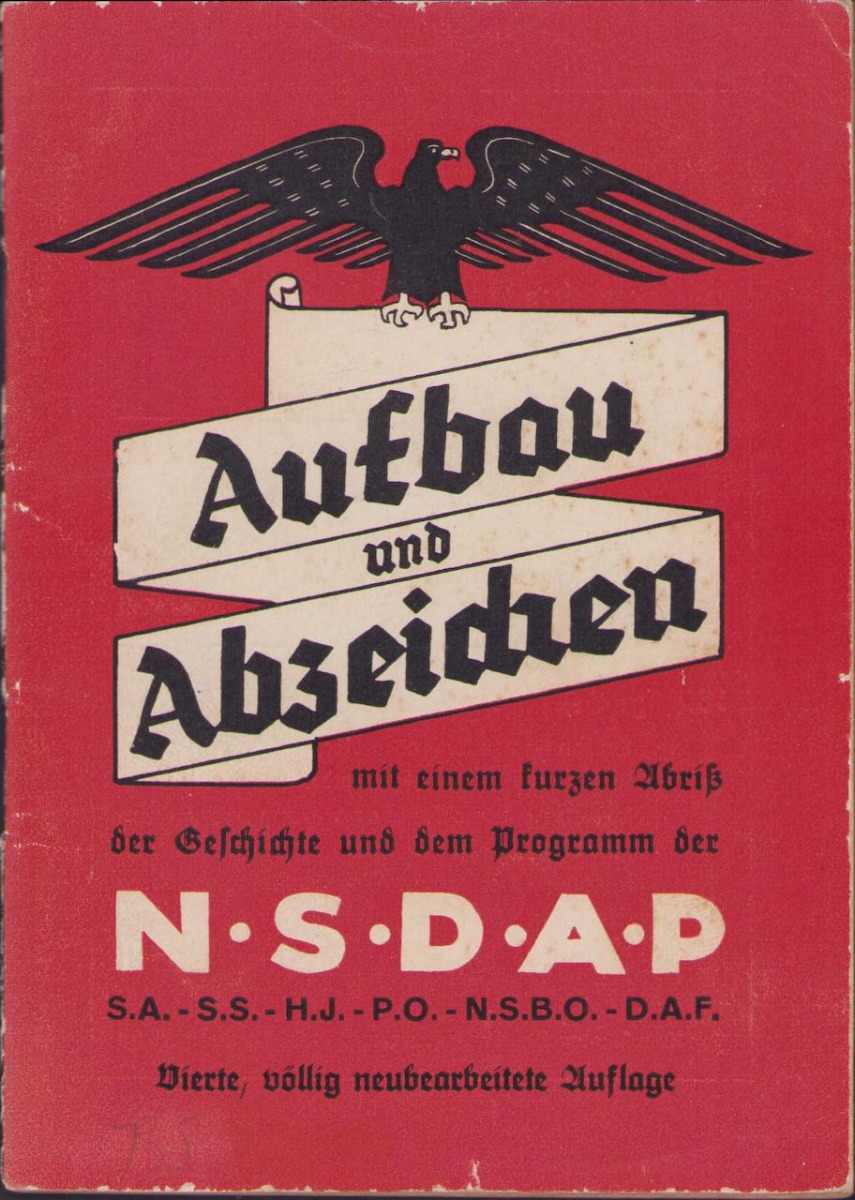 Aufbau
und
Abzeichen
mit einem kurzen Abriß
der Geschichte und dem Programm der
N·S·D·A·P
S.A. - S.S. - H.J. - P.O. - N.S.B.O. - D.A.F.
Vierte, völlig neubearbeitete Auflage